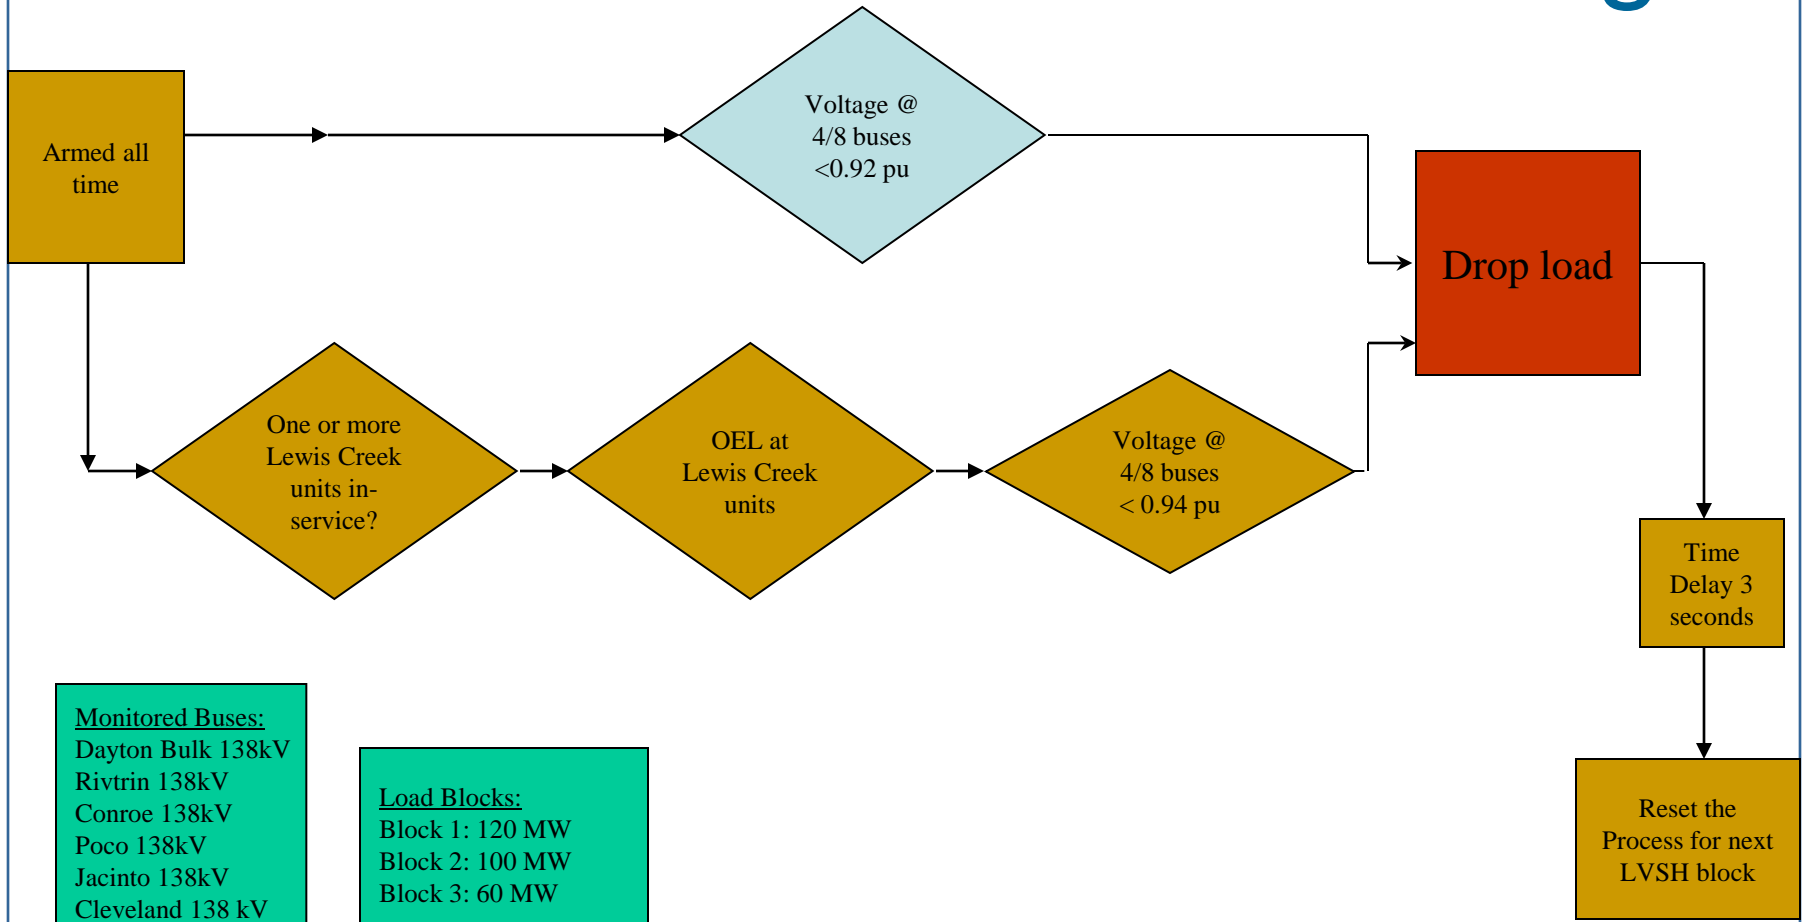 Armed all
time
Voltage @
4/8 buses
<0.92 pu
Drop load
One or more
Lewis Creek
units in-
service?
OEL at
Lewis Creek
units
Voltage @
4/8 buses
< 0.94 pu
Time
Delay 3
seconds
Reset the
Process for next
LVSH block
Monitored Buses:
Dayton Bulk 138kV
Rivtrin 138kV
Conroe 138kV
Poco 138kV
Jacinto 138kV
Cleveland 138 kV
Load Blocks:
Block 1: 120 MW
Block 2: 100 MW
Block 3: 60 MW